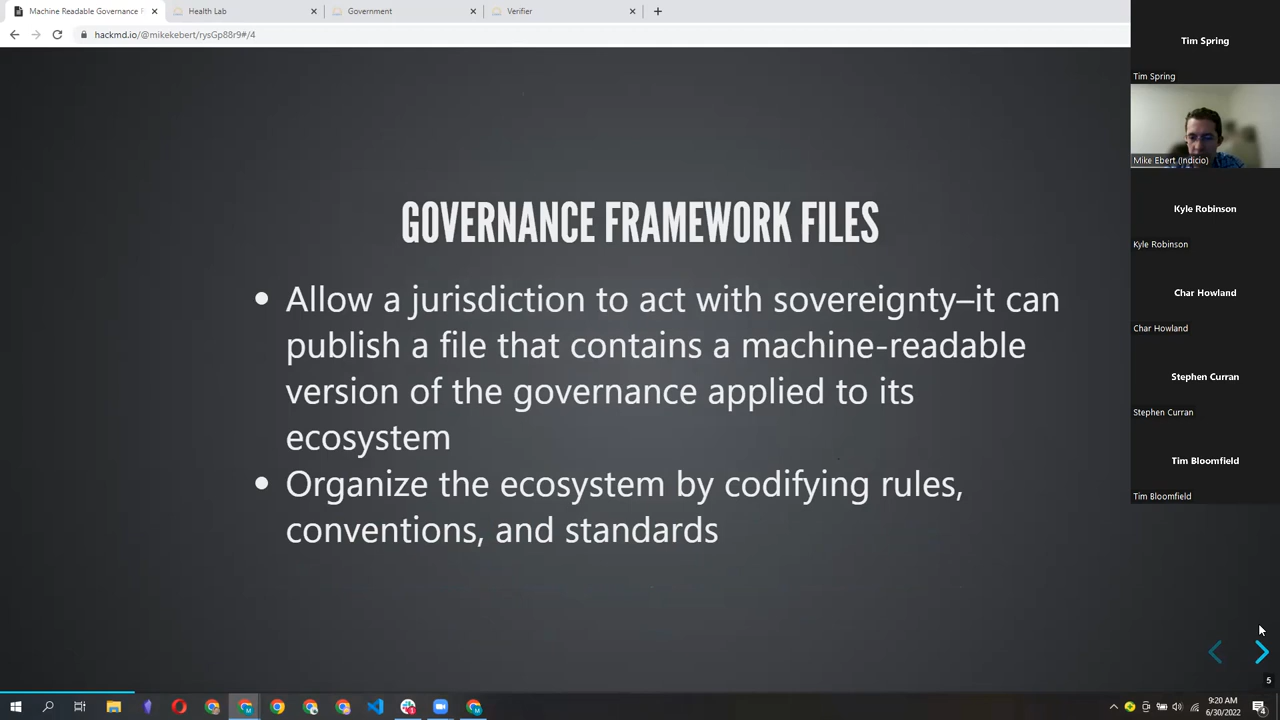 Machine Readable Governance F
Health Lab
Government
Verifier
hackmd.io/@mikekebert/rysGp88r9#/4
GOVERNANCE FRAMEWORK FILES
• Allow a jurisdiction to act with sovereignty–it can
publish a file that contains a machine-readable
version of the governance applied to its
ecosystem
• Organize the ecosystem by codifying rules,
conventions, and standards
Tim Spring
Tim Spring
Mike Ebert (Indicio)
Kyle Robinson
Kyle Robinson
Char Howland
Char Howland
Stephen Curran
Stephen Curran
Tim Bloomfield
Tim Bloomfield
5
9:20 AM
6/30/2022
4